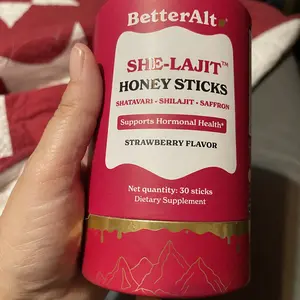 BetterAlt
SHE-LAJIT™
HONEY STICKS
SHATAVARI • SHILAJIT • SAFFRON
Supports Hormonal Health*
STRAWBERRY FLAVOR
Net quantity: 30 sticks
Dietary Supplement